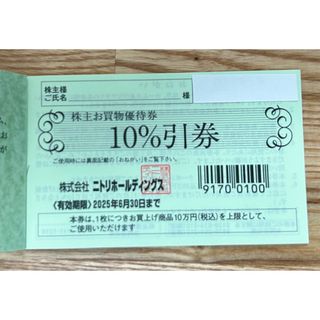 株主様
ご氏名
様
株主お買物優待券
10%引券
ご使用時には裏面記載の「おねがい」をご覧下さい。
株式会社 ニトリホールディングス
9170 0100
〈有効期限〉2025年6月30日まで
本券は、1枚につきお買上げ商品10万円(税込)を上限として、
ご使用いただけます